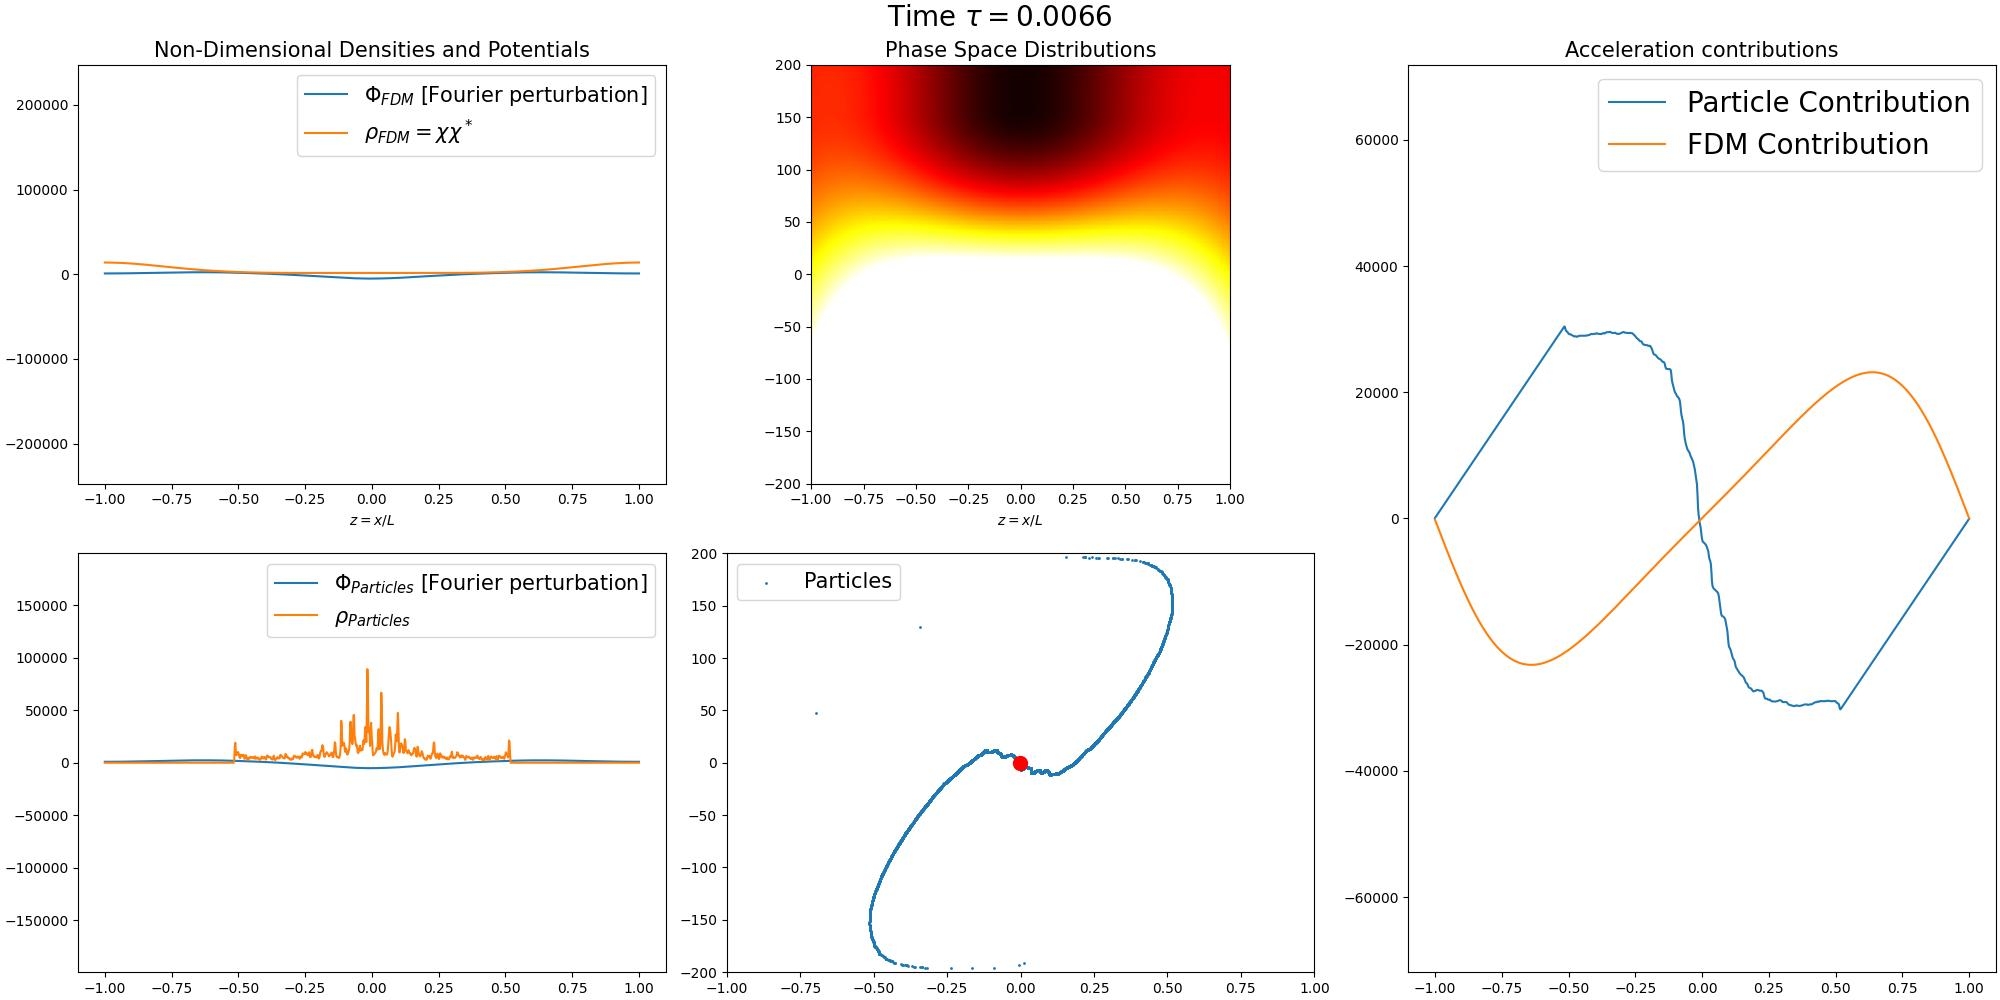 Time τ = 0.0066
Non-Dimensional Densities and Potentials
Φ_FDM [Fourier perturbation]
ρ_FDM = χχ*
200000
100000
0
−100000
−200000
−1.00 −0.75 −0.50 −0.25 0.00 0.25 0.50 0.75 1.00
z = x/L
Phase Space Distributions
200
150
100
50
0
−50
−100
−150
−200
−1.00 −0.75 −0.50 −0.25 0.00 0.25 0.50 0.75 1.00
z = x/L
Acceleration contributions
Particle Contribution
FDM Contribution
60000
40000
20000
0
−20000
−40000
−60000
−1.00 −0.75 −0.50 −0.25 0.00 0.25 0.50 0.75 1.00
Φ_Particles [Fourier perturbation]
ρ_Particles
150000
100000
50000
0
−50000
−100000
−150000
−1.00 −0.75 −0.50 −0.25 0.00 0.25 0.50 0.75 1.00
Particles
200
150
100
50
0
−50
−100
−150
−200
−1.00 −0.75 −0.50 −0.25 0.00 0.25 0.50 0.75 1.00